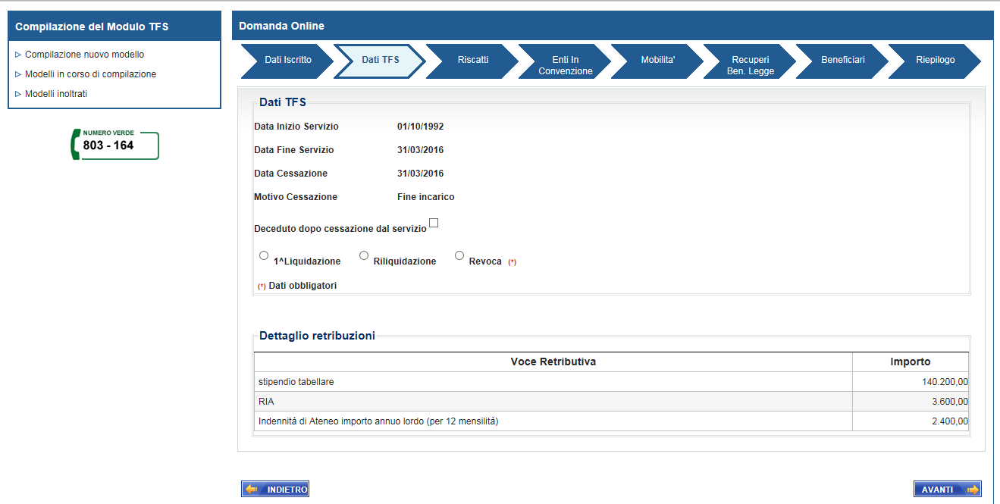 Compilazione del Modulo TFS
Compilazione nuovo modello
Modelli in corso di compilazione
Modelli inoltrati
NUMERO VERDE
803 - 164
Domanda Online
Dati Iscritto
Dati TFS
Riscatti
Enti In
Convenzione
Mobilita'
Recuperi
Ben. Legge
Beneficiari
Riepilogo
Dati TFS
Data Inizio Servizio 01/10/1992
Data Fine Servizio 31/03/2016
Data Cessazione 31/03/2016
Motivo Cessazione Fine incarico
Deceduto dopo cessazione dal servizio
1^Liquidazione Riliquidazione Revoca (*)
(*) Dati obbligatori
Dettaglio retribuzioni
Voce Retributiva Importo
stipendio tabellare 140.200,00
RIA 3.600,00
Indennità di Ateneo importo annuo lordo (per 12 mensilità) 2.400,00
INDIETRO AVANTI